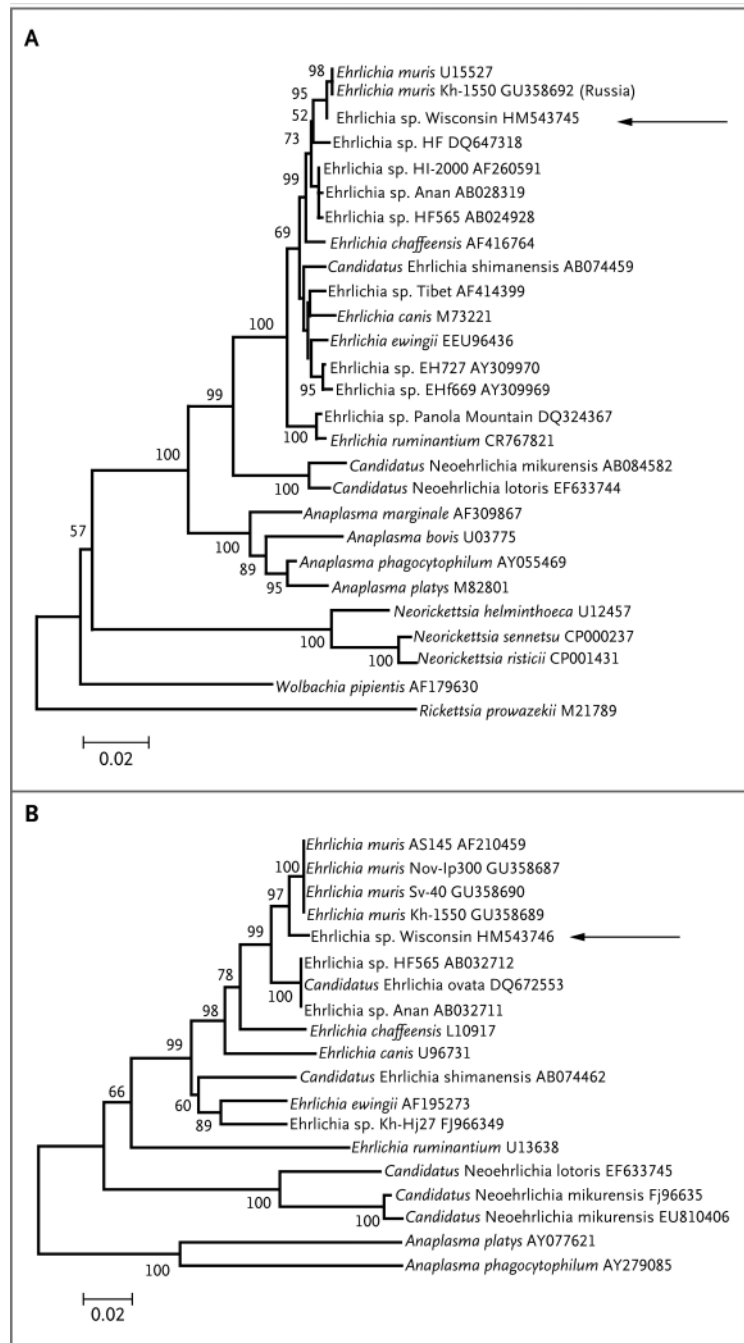 A
98
Ehrlichia muris U15527
Ehrlichia muris Kh-1550 GU358692 (Russia)
95
52
Ehrlichia sp. Wisconsin HM543745
73
Ehrlichia sp. HF DQ647318
Ehrlichia sp. HI-2000 AF260591
99
Ehrlichia sp. Anan AB028319
Ehrlichia sp. HF565 AB024928
69
Ehrlichia chaffeensis AF416764
Candidatus Ehrlichia shimanensis AB074459
Ehrlichia sp. Tibet AF414399
Ehrlichia canis M73221
100
Ehrlichia ewingii EEU96436
Ehrlichia sp. EH727 AY309970
95
Ehrlichia sp. EHf669 AY309969
99
Ehrlichia sp. Panola Mountain DQ324367
100
Ehrlichia ruminantium CR767821
100
Candidatus Neoehrlichia mikurensis AB084582
100
Candidatus Neoehrlichia lotoris EF633744
Anaplasma marginale AF309867
57
100
Anaplasma bovis U03775
89
Anaplasma phagocytophilum AY055469
95
Anaplasma platys M82801
Neorickettsia helminthoeca U12457
100
Neorickettsia sennetsu CP000237
100
Neorickettsia risticii CP001431
Wolbachia pipientis AF179630
Rickettsia prowazekii M21789
0.02
B
Ehrlichia muris AS145 AF210459
100
Ehrlichia muris Nov-Ip300 GU358687
97
Ehrlichia muris Sv-40 GU358690
Ehrlichia muris Kh-1550 GU358689
99
Ehrlichia sp. Wisconsin HM543746
Ehrlichia sp. HF565 AB032712
78
Candidatus Ehrlichia ovata DQ672553
100
Ehrlichia sp. Anan AB032711
98
Ehrlichia chaffeensis L10917
99
Ehrlichia canis U96731
Candidatus Ehrlichia shimanensis AB074462
66
60
Ehrlichia ewingii AF195273
89
Ehrlichia sp. Kh-Hj27 FJ966349
Ehrlichia ruminantium U13638
Candidatus Neoehrlichia lotoris EF633745
100
Candidatus Neoehrlichia mikurensis Fj96635
100
Candidatus Neoehrlichia mikurensis EU810406
Anaplasma platys AY077621
100
Anaplasma phagocytophilum AY279085
0.02